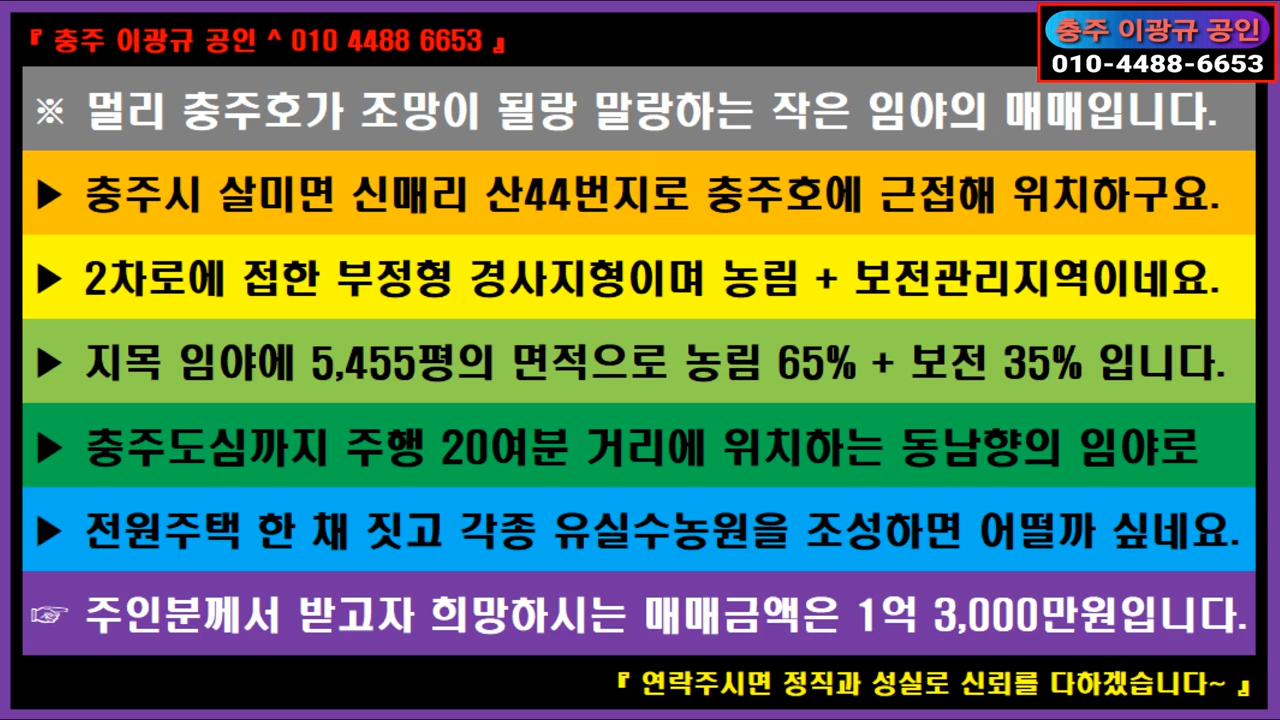 『 충주 이광규 공인 ^ 010 4488 6653 』
충주 이광규 공인
010-4488-6653
※ 멀리 충주호가 조망이 될랑 말랑하는 작은 임야의 매매입니다.
▶ 충주시 살미면 신매리 산44번지로 충주호에 근접해 위치하구요.
▶ 2차로에 접한 부정형 경사지형이며 농림 + 보전관리지역이네요.
▶ 지목 임야에 5,455평의 면적으로 농림 65% + 보전 35% 입니다.
▶ 충주도심까지 주행 20여분 거리에 위치하는 동남향의 임야로
▶ 전원주택 한 채 짓고 각종 유실수농원을 조성하면 어떨까 싶네요.
☞ 주인분께서 받고자 희망하시는 매매금액은 1억 3,000만원입니다.
『 연락주시면 정직과 성실로 신뢰를 다하겠습니다~ 』